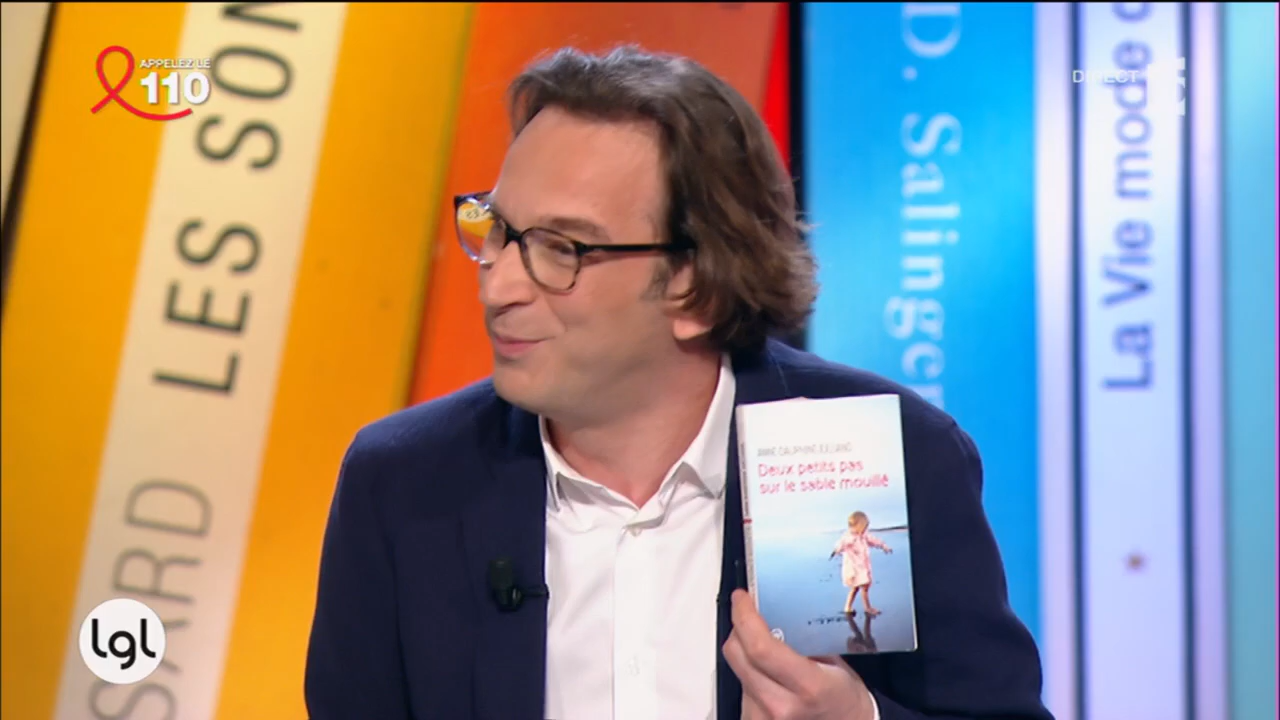 APPELEZ LE
110
LES SON
SARD
D. Salinger
DIRECT
La Vie mode
lgl
ANNE-DAUPHINE JULLIAND
Deux petits pas
sur le sable mouillé